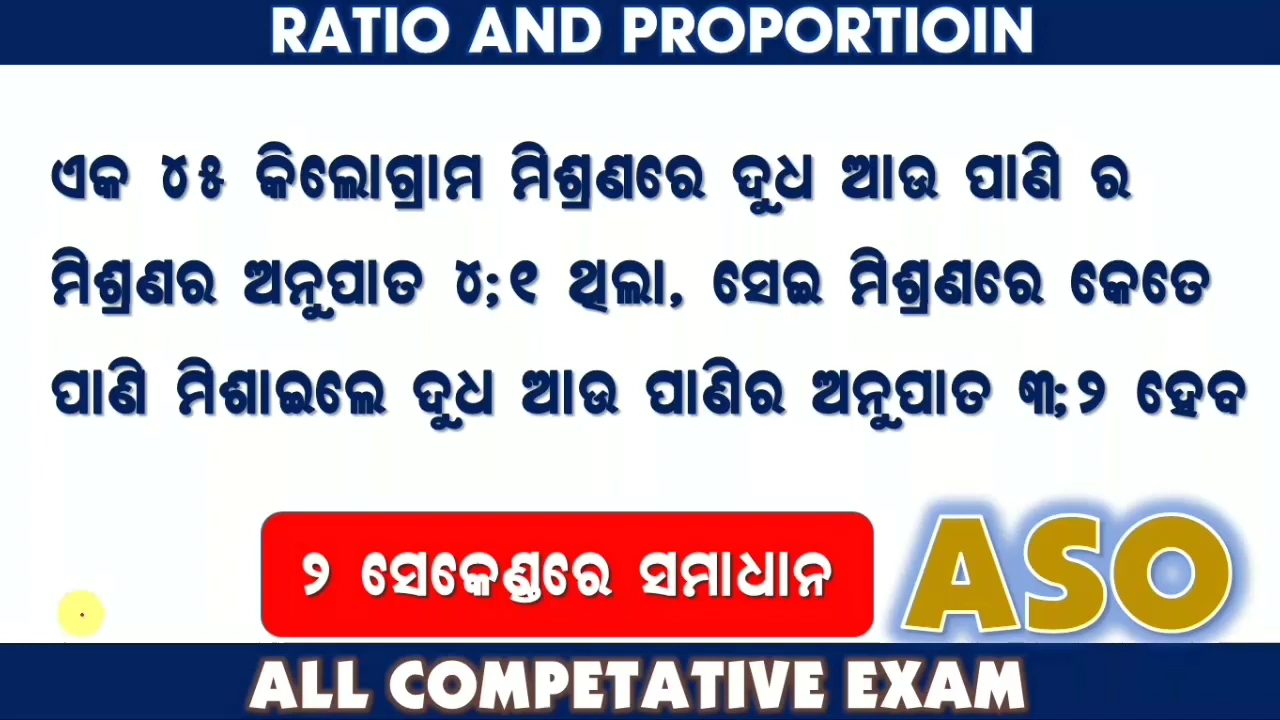 RATIO AND PROPORTIOIN
ଏକ ୪୫ କିଲୋଗ୍ରାମ ମିଶ୍ରଣରେ ଦୁଧ ଆଉ ପାଣି ର
ମିଶ୍ରଣର ଅନୁପାତ ୪;୧ ଥିଲା, ସେଇ ମିଶ୍ରଣରେ କେତେ
ପାଣି ମିଶାଇଲେ ଦୁଧ ଆଉ ପାଣିର ଅନୁପାତ ୩;୨ ହେବ
୨ ସେକେଣ୍ଡରେ ସମାଧାନ
ASO
ALL COMPETATIVE EXAM